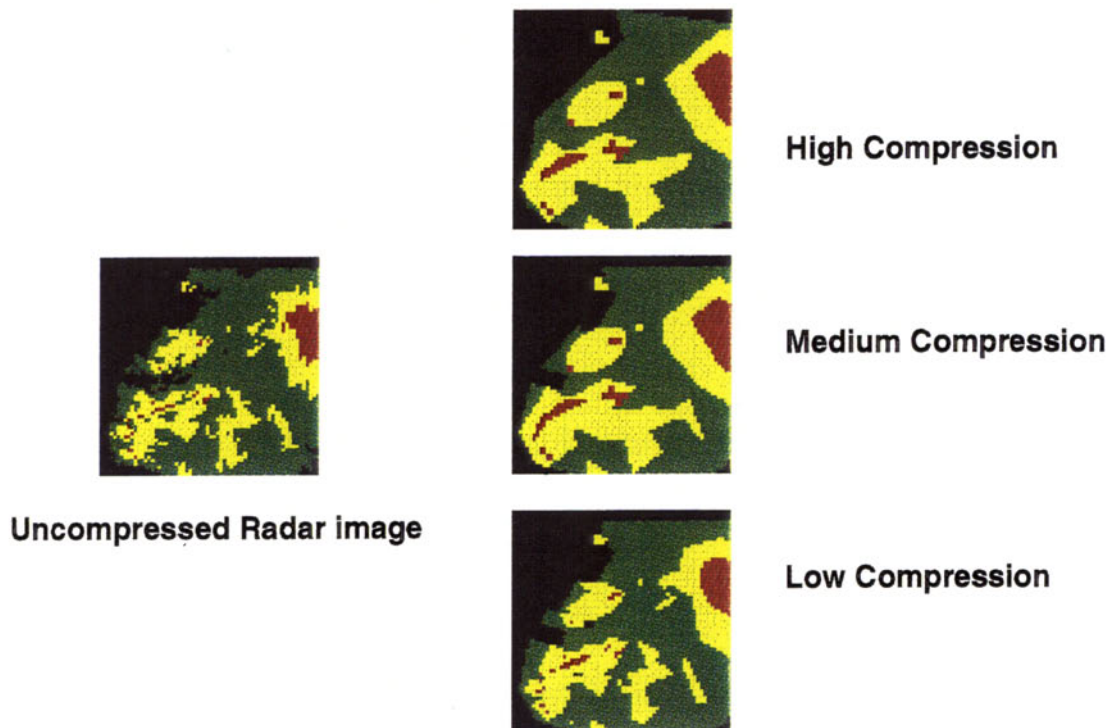 High Compression
Medium Compression
Uncompressed Radar image
Low Compression